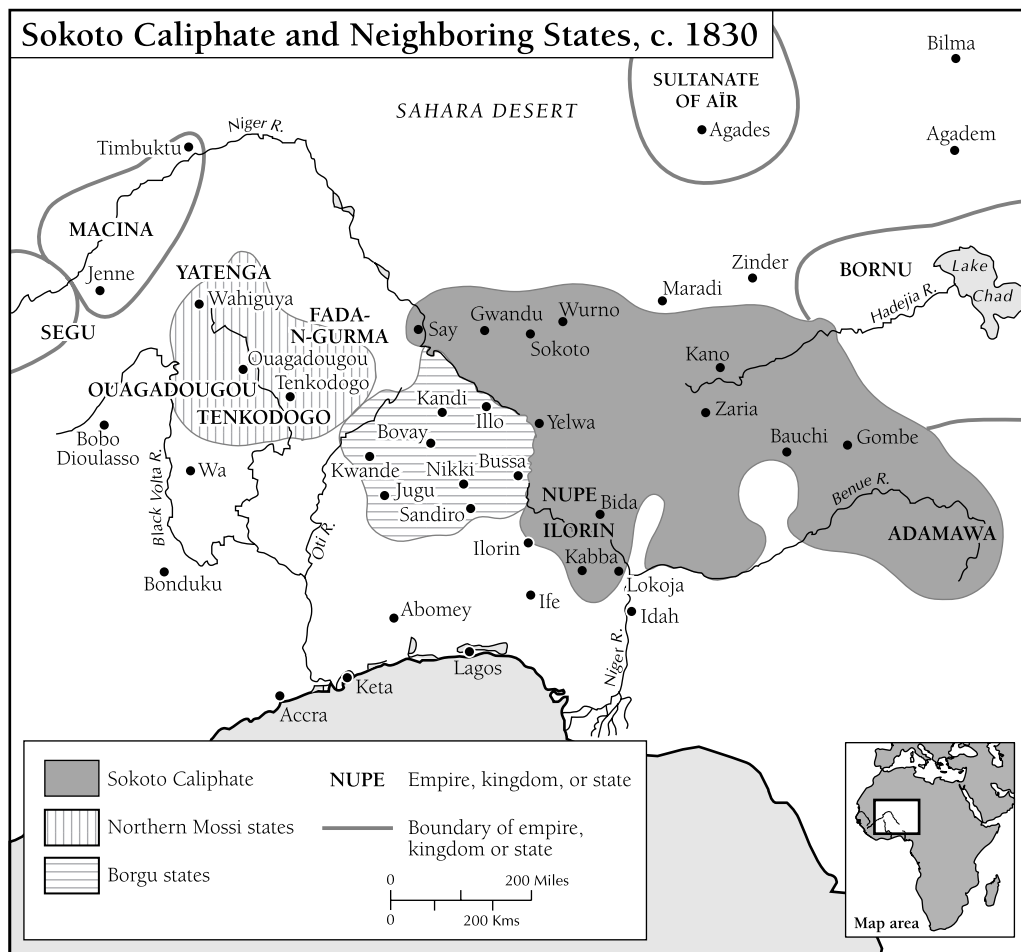 Sokoto Caliphate and Neighboring States, c. 1830
Bilma
SULTANATE
OF AÏR
SAHARA DESERT
Niger R.
Agades
Agadem
Timbuktu
MACINA
Zinder
BORNU
Lake
Chad
YATENGA
Jenne
Maradi
Hadejia R.
Wahiguya
FADA-
N-GURMA
Gwandu
Wurno
SEGU
Say
Sokoto
Ouagadougou
Kano
OUAGADOUGOU
Tenkodogo
TENKODOGO
Kandi
Illo
Zaria
Bobo
Dioulasso
Bovay
Yelwa
Bauchi
Gombe
Black Volta R.
Wa
Kwande
Nikki
Bussa
Jugu
NUPE
Benue R.
Sandiro
Bida
Oti R.
ILORIN
ADAMAWA
Ilorin
Kabba
Bonduku
Lokoja
Abomey
Ife
Idah
Niger R.
Lagos
Keta
Accra
Sokoto Caliphate
Northern Mossi states
Borgu states
NUPE
Empire, kingdom, or state
Boundary of empire,
kingdom or state
0
200 Miles
0
200 Kms
Map area